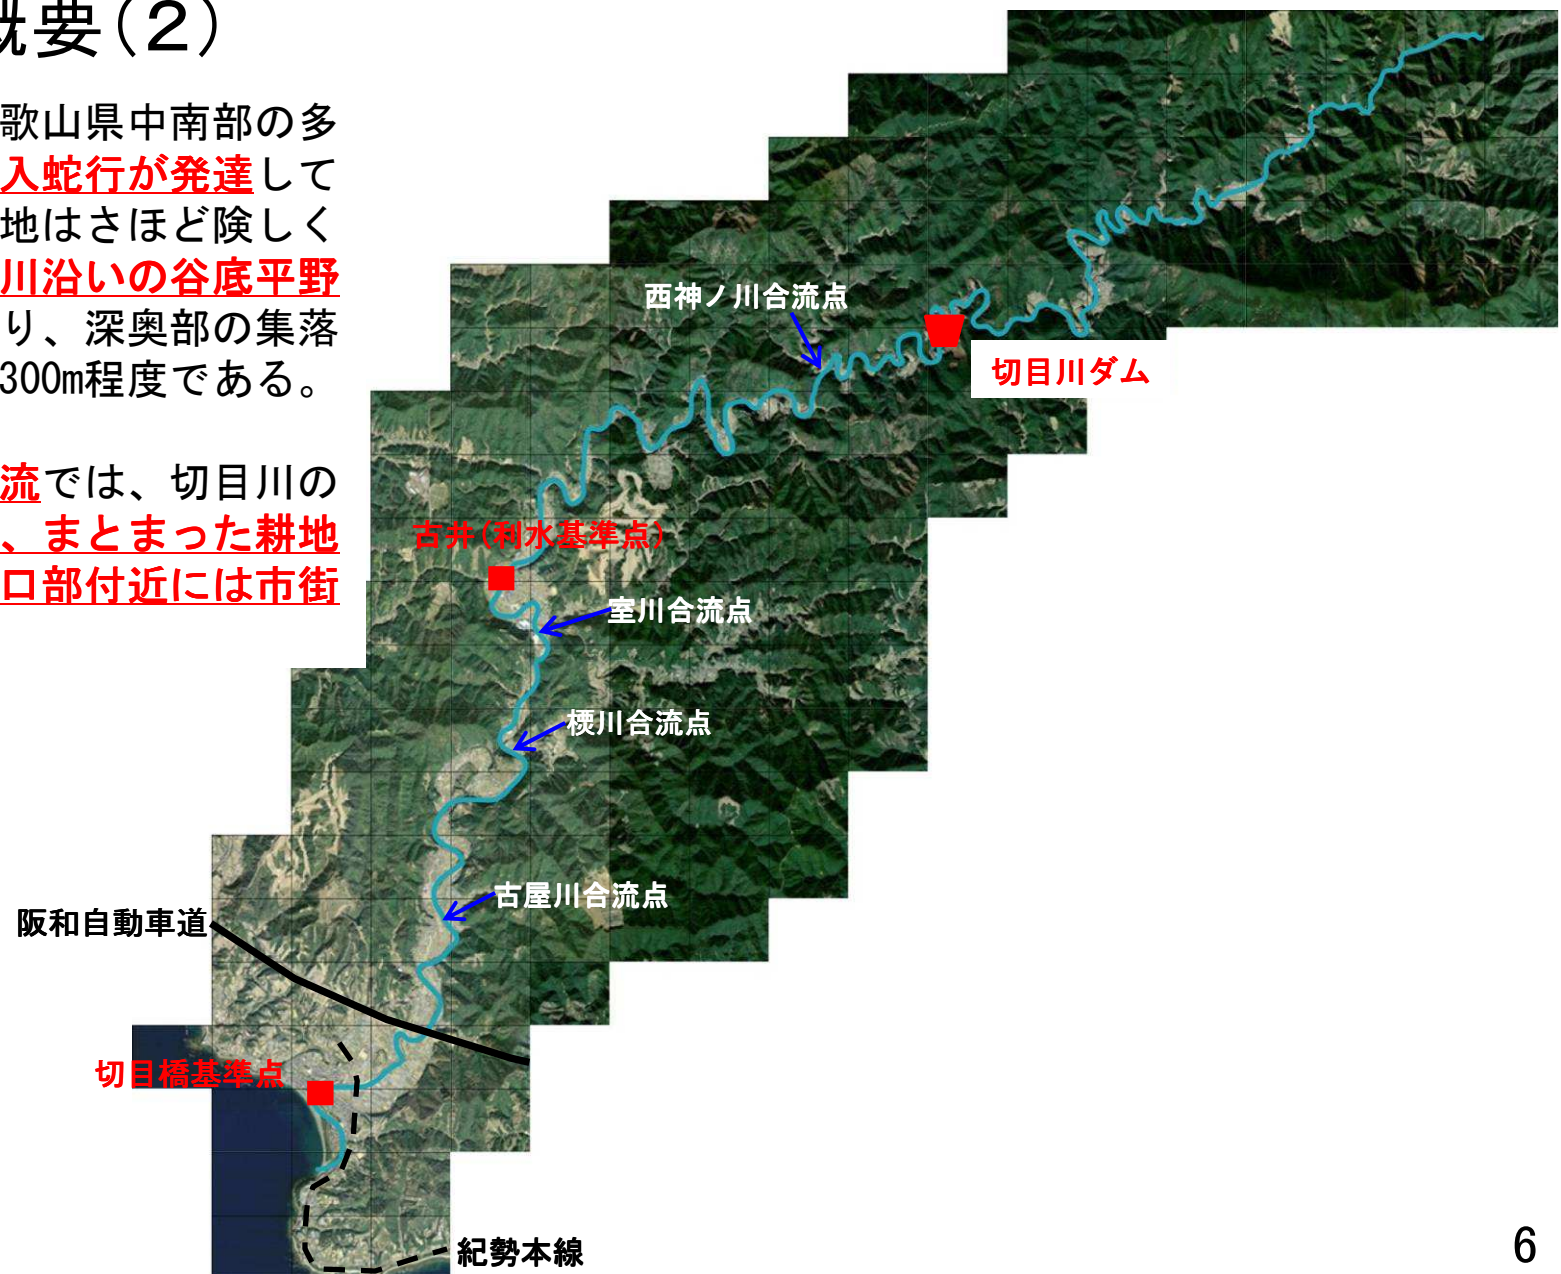 概要(2)
歌山県中南部の多
入蛇行が発達して
地はさほど険しく
川沿いの谷底平野
り、深奥部の集落
300m程度である。
流では、切目川の
、まとまった耕地
口部付近には市街
西神ノ川合流点
切目川ダム
古井(利水基準点)
室川合流点
榎川合流点
古屋川合流点
阪和自動車道
切目橋基準点
紀勢本線
6